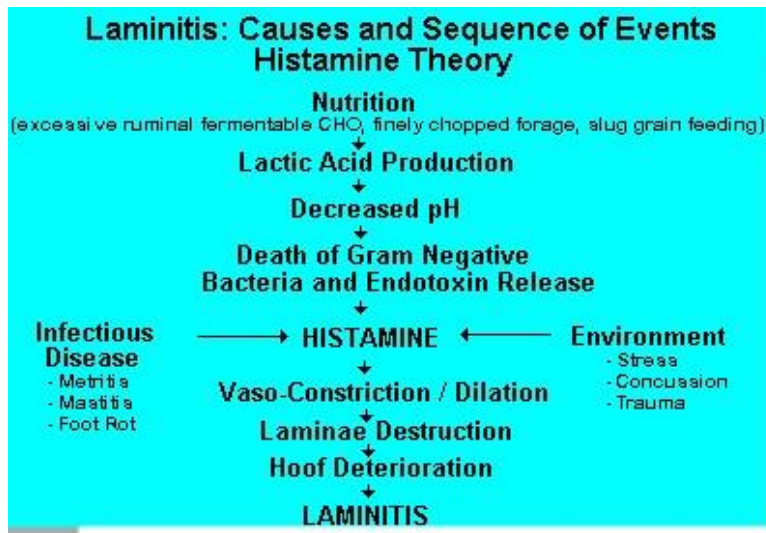 Laminitis: Causes and Sequence of Events
Histamine Theory
Nutrition
(excessive ruminal fermentable CHO, finely chopped forage, slug grain feeding)
Lactic Acid Production
Decreased pH
Death of Gram Negative
Bacteria and Endotoxin Release
Infectious
Disease
- Metritis
- Mastitis
- Foot Rot
HISTAMINE
Environment
- Stress
- Concussion
- Trauma
Vaso-Constriction / Dilation
Laminae Destruction
Hoof Deterioration
LAMINITIS